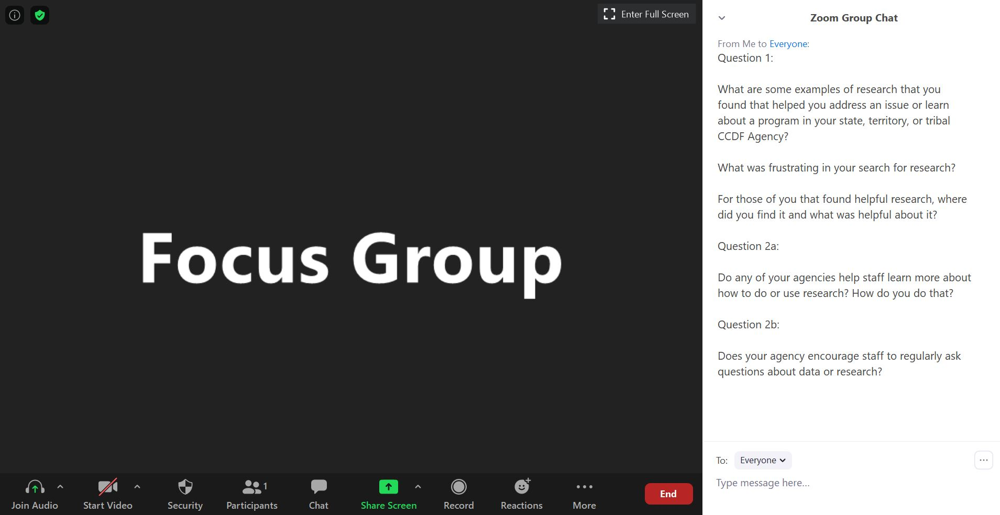 Enter Full Screen
Focus Group
Join Audio
Start Video
Security
1
Participants
Chat
Share Screen
Record
Reactions
More
End
Zoom Group Chat
From Me to Everyone:
Question 1:
What are some examples of research that you
found that helped you address an issue or learn
about a program in your state, territory, or tribal
CCDF Agency?
What was frustrating in your search for research?
For those of you that found helpful research, where
did you find it and what was helpful about it?
Question 2a:
Do any of your agencies help staff learn more about
how to do or use research? How do you do that?
Question 2b:
Does your agency encourage staff to regularly ask
questions about data or research?
To: Everyone
Type message here...